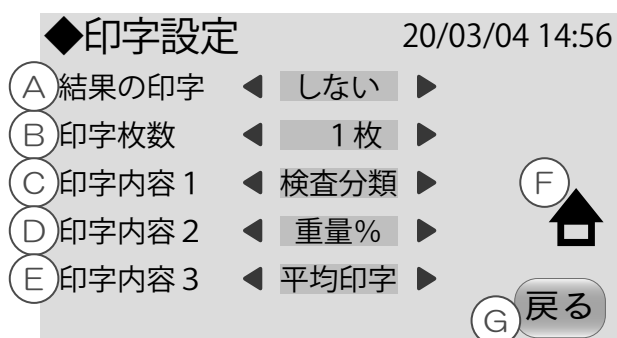 ◆印字設定 20/03/04 14:56
A 結果の印字 ◀ しない ▶
B 印字枚数 ◀ 1枚 ▶
C 印字内容1 ◀ 検査分類 ▶
F
D 印字内容2 ◀ 重量% ▶
E 印字内容3 ◀ 平均印字 ▶
G 戻る